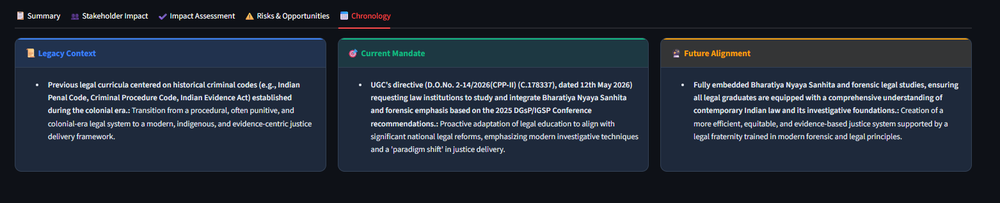 Summary
Stakeholder Impact
Impact Assessment
Risks & Opportunities
Chronology
Legacy Context
Previous legal curricula centered on historical criminal codes (e.g., Indian
Penal Code, Criminal Procedure Code, Indian Evidence Act) established
during the colonial era.: Transition from a procedural, often punitive, and
colonial-era legal system to a modern, indigenous, and evidence-centric justice
delivery framework.
Current Mandate
UGC's directive (D.O.No. 2-14/2026(CPP-II) (C.178337), dated 12th May 2026)
requesting law institutions to study and integrate Bharatiya Nyaya Sanhita
and forensic emphasis based on the 2025 DGsP/IGSP Conference
recommendations.: Proactive adaptation of legal education to align with
significant national legal reforms, emphasizing modern investigative techniques
and a 'paradigm shift' in justice delivery.
Future Alignment
Fully embedded Bharatiya Nyaya Sanhita and forensic legal studies, ensuring
all legal graduates are equipped with a comprehensive understanding of
contemporary Indian law and its investigative foundations.: Creation of a
more efficient, equitable, and evidence-based justice system supported by a
legal fraternity trained in modern forensic and legal principles.